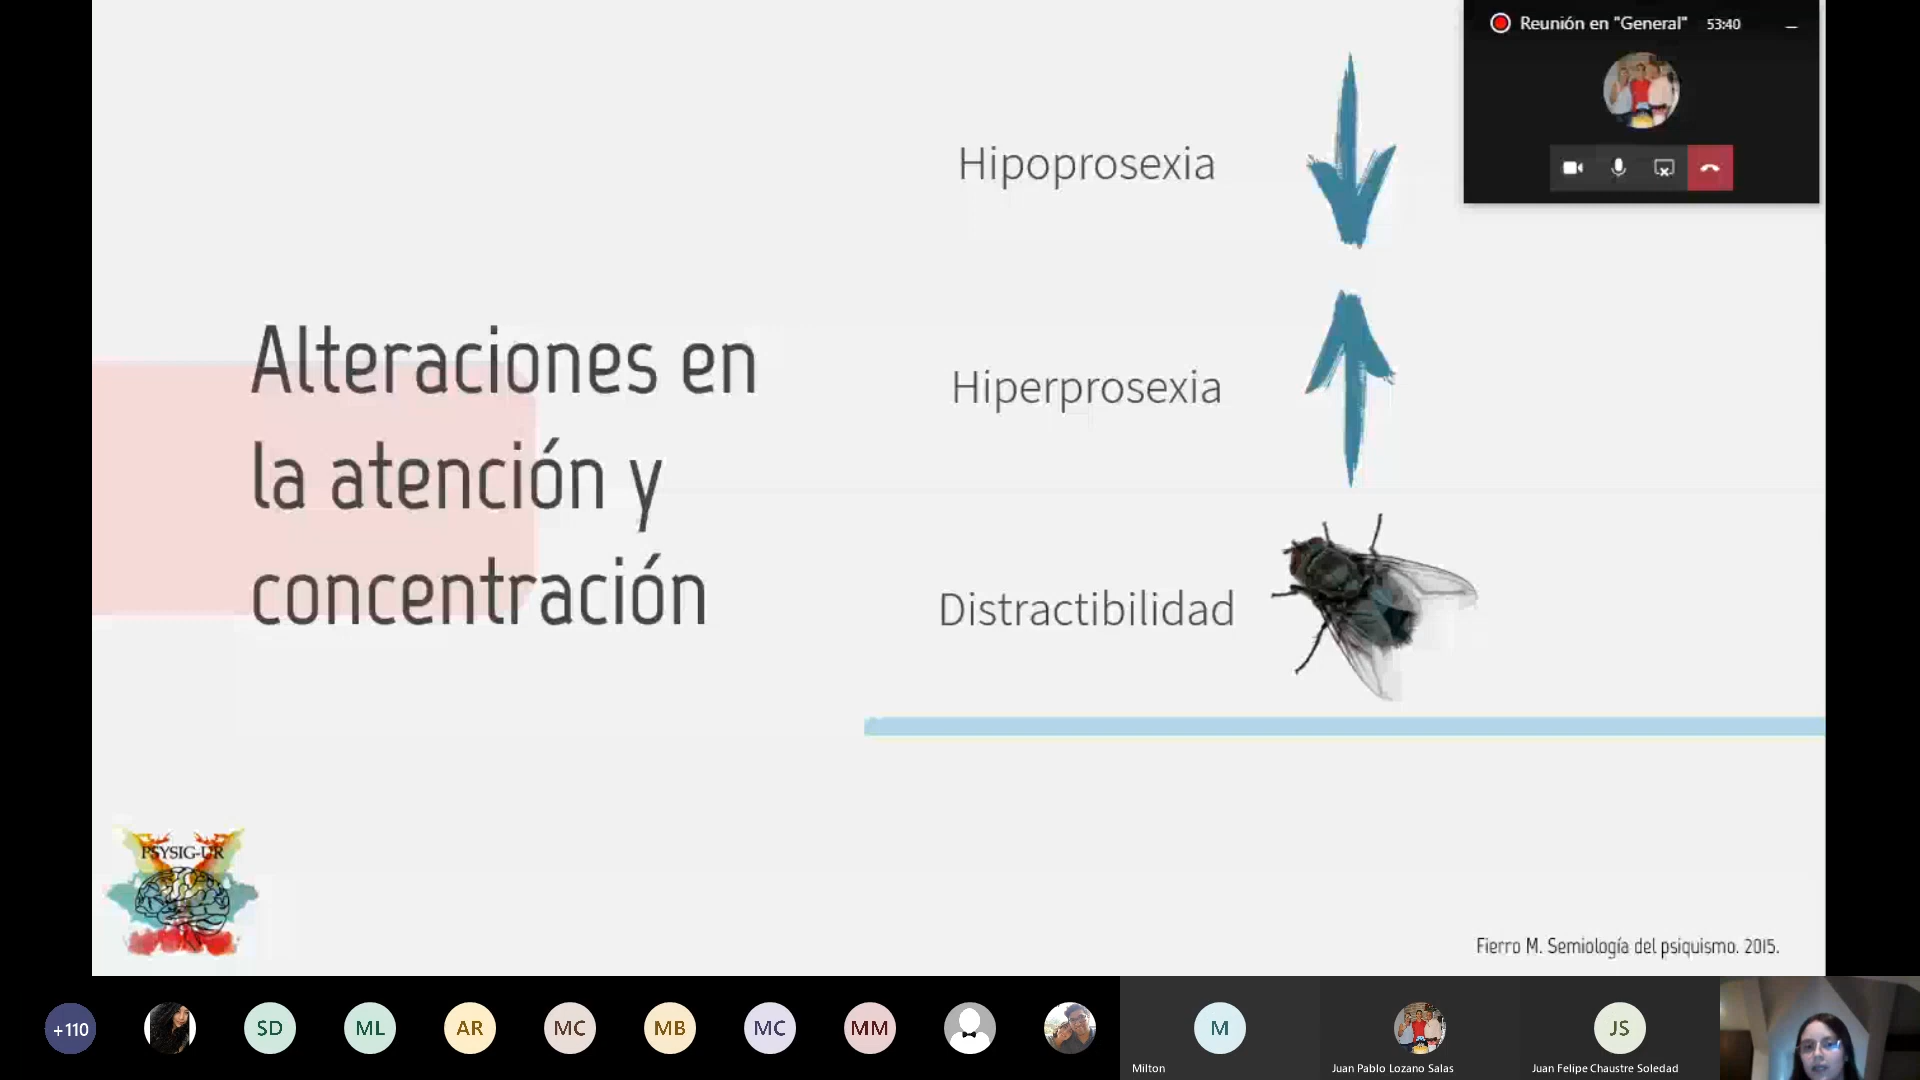 Reunión en "General" 53:40
Hipoprosexia
Alteraciones en
la atención y
concentración
Hiperprosexia
Distractibilidad
PSYSIG-UR
Fierro M. Semiología del psiquismo. 2015.
+110
SD
ML
AR
MC
MB
MC
MM
M
JS
Milton
Juan Pablo Lozano Salas
Juan Felipe Chaustre Soledad